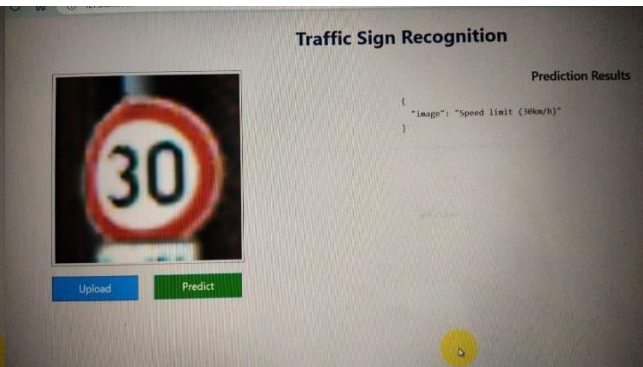 Traffic Sign Recognition
Prediction Results
{
"image": "Speed limit (30km/h)"
}
30
Upload
Predict